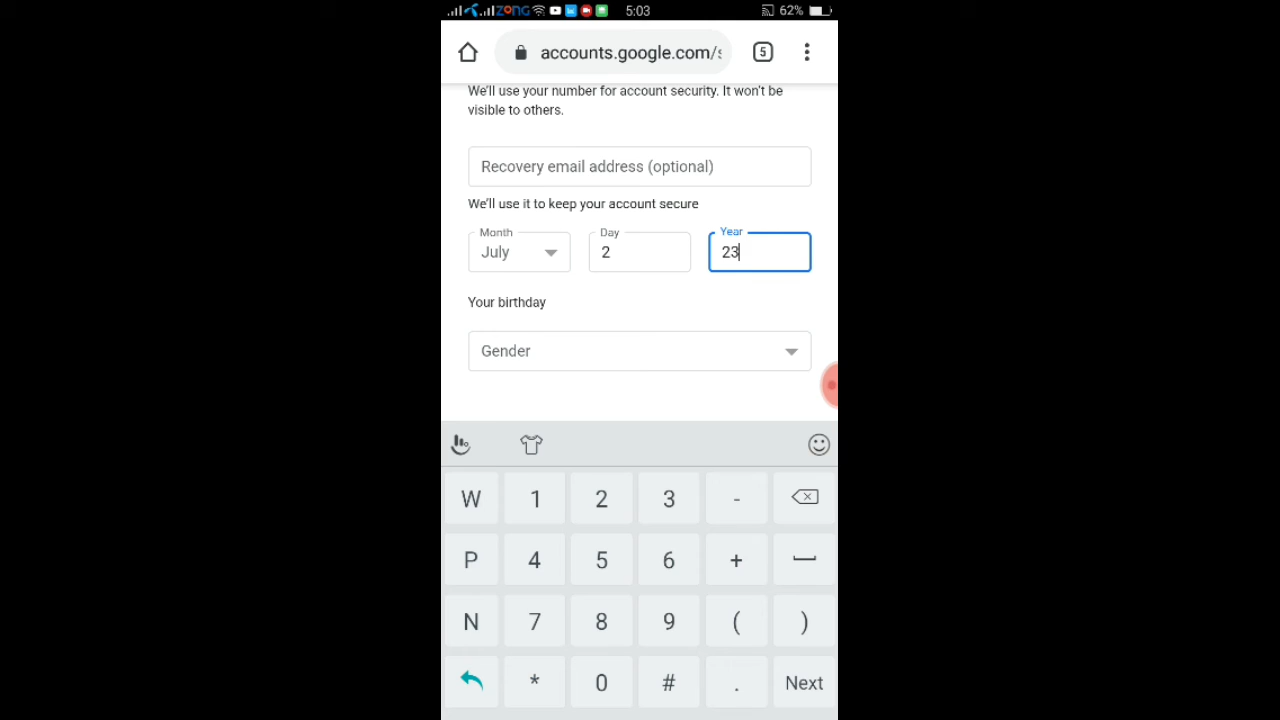 ZONG 5:03 62%
accounts.google.com/s 5
We'll use your number for account security. It won't be
visible to others.
Recovery email address (optional)
We'll use it to keep your account secure
Month Day Year
July 2 23
Your birthday
Gender
W 1 2 3 -
P 4 5 6 +
N 7 8 9 ( )
* 0 # . Next